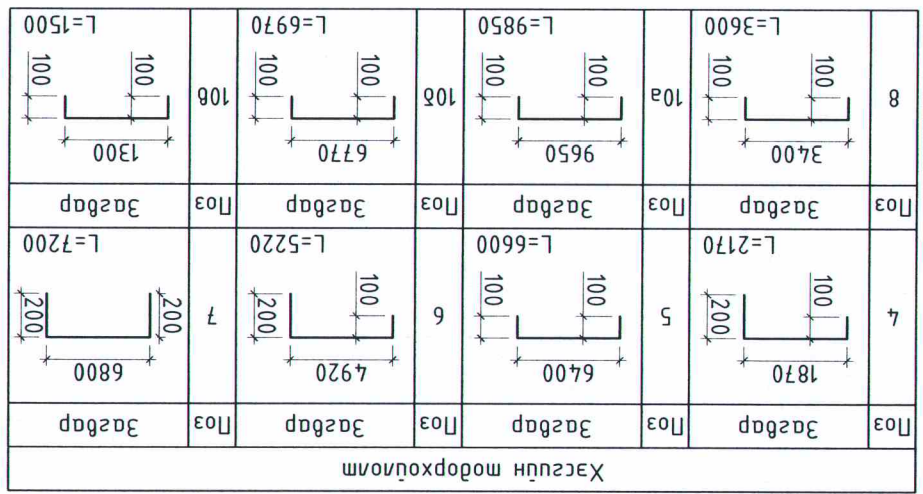 Хэсгийн тодорхойлолт
Поз Загвар Поз Загвар Поз Загвар Поз Загвар
1870 6400 4920 6800
4 100 200 5 100 100 6 100 200 7 200 200
L=2170 L=6600 L=5220 L=7200
Поз Загвар Поз Загвар Поз Загвар Поз Загвар
3400 9650 6770 1300
8 100 100 10а 100 100 10б 100 100 10в 100 100
L=3600 L=9850 L=6970 L=1500